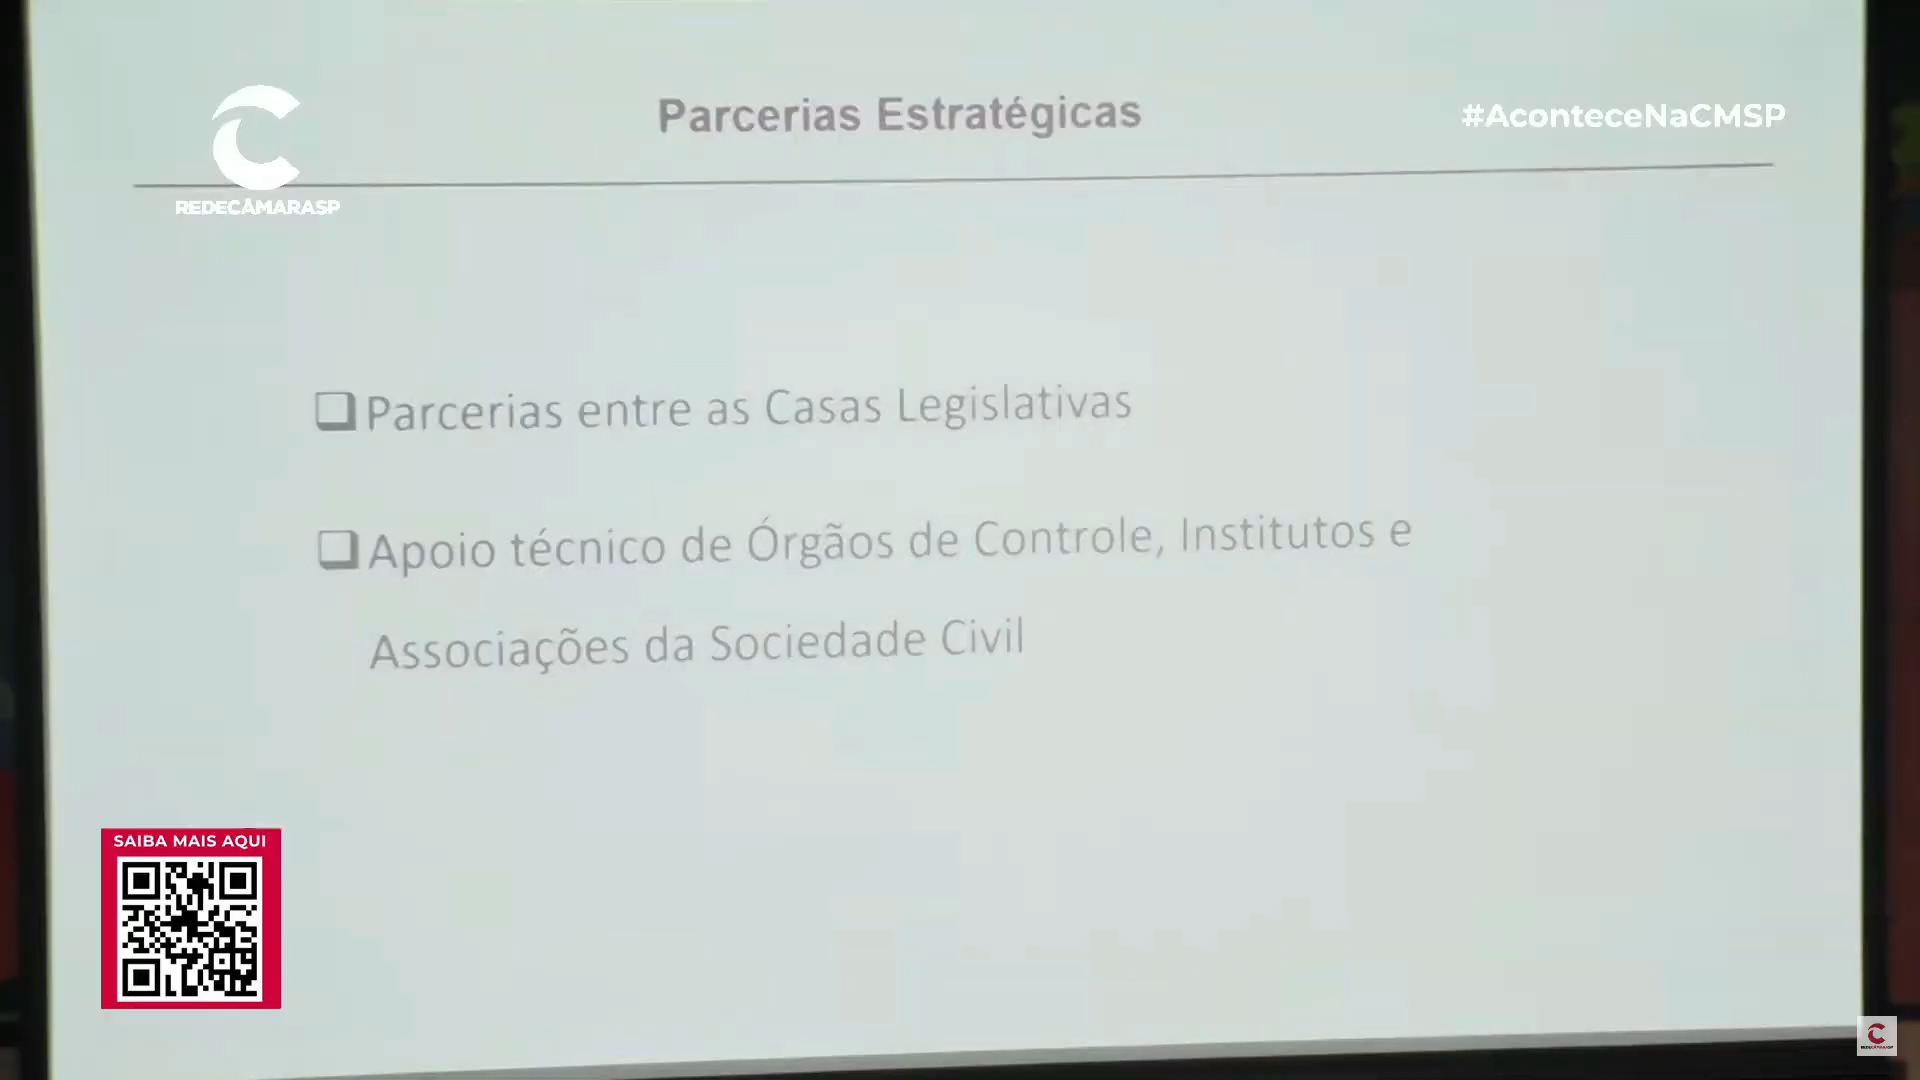 Parcerias Estratégicas
#AconteceNaCMSP
REDECÂMARASP
Parcerias entre as Casas Legislativas
Apoio técnico de Órgãos de Controle, Institutos e
Associações da Sociedade Civil
SAIBA MAIS AQUI
REDECÂMARASP